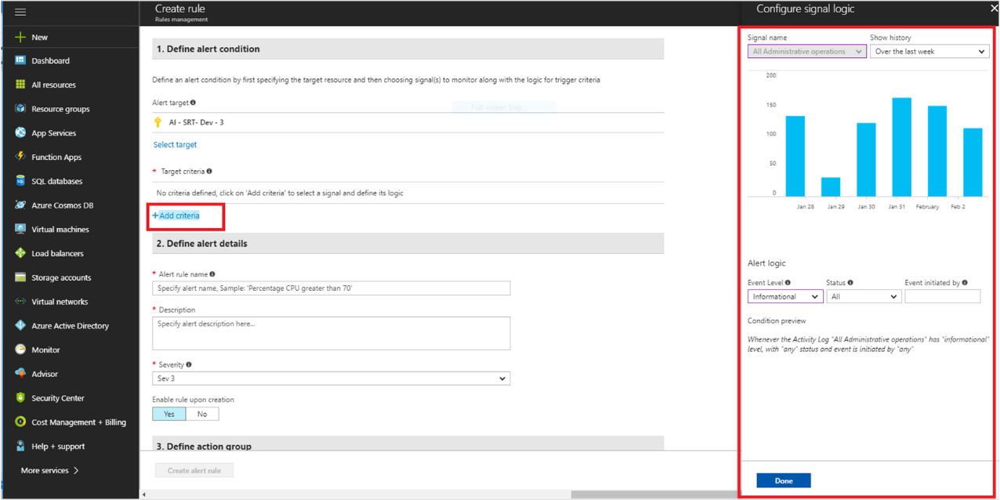 Create rule
Rules management
New
Dashboard
All resources
Resource groups
App Services
Function Apps
SQL databases
Azure Cosmos DB
Virtual machines
Load balancers
Storage accounts
Virtual networks
Azure Active Directory
Monitor
Advisor
Security Center
Cost Management + Billing
Help + support
More services
1. Define alert condition
Define an alert condition by first specifying the target resource and then choosing signal(s) to monitor along with the logic for trigger criteria
Full-screen Snip
Alert target
AI - SRT- Dev - 3
Select target
* Target criteria
No criteria defined, click on 'Add criteria' to select a signal and define its logic
+Add criteria
2. Define alert details
* Alert rule name
Specify alert name, Sample: 'Percentage CPU greater than 70'
* Description
Specify alert description here...
* Severity
Sev 3
Enable rule upon creation
Yes No
3. Define action group
Create alert rule
Configure signal logic
Signal name Show history
All Administrative operations Over the last week
200
150
100
50
0
Jan 28 Jan 29 Jan 30 Jan 31 February Feb 2
Alert logic
Event Level Status Event initiated by
Informational All
Condition preview
Whenever the Activity Log "All Administrative operations" has "informational"
level, with "any" status and event is initiated by "any"
Done